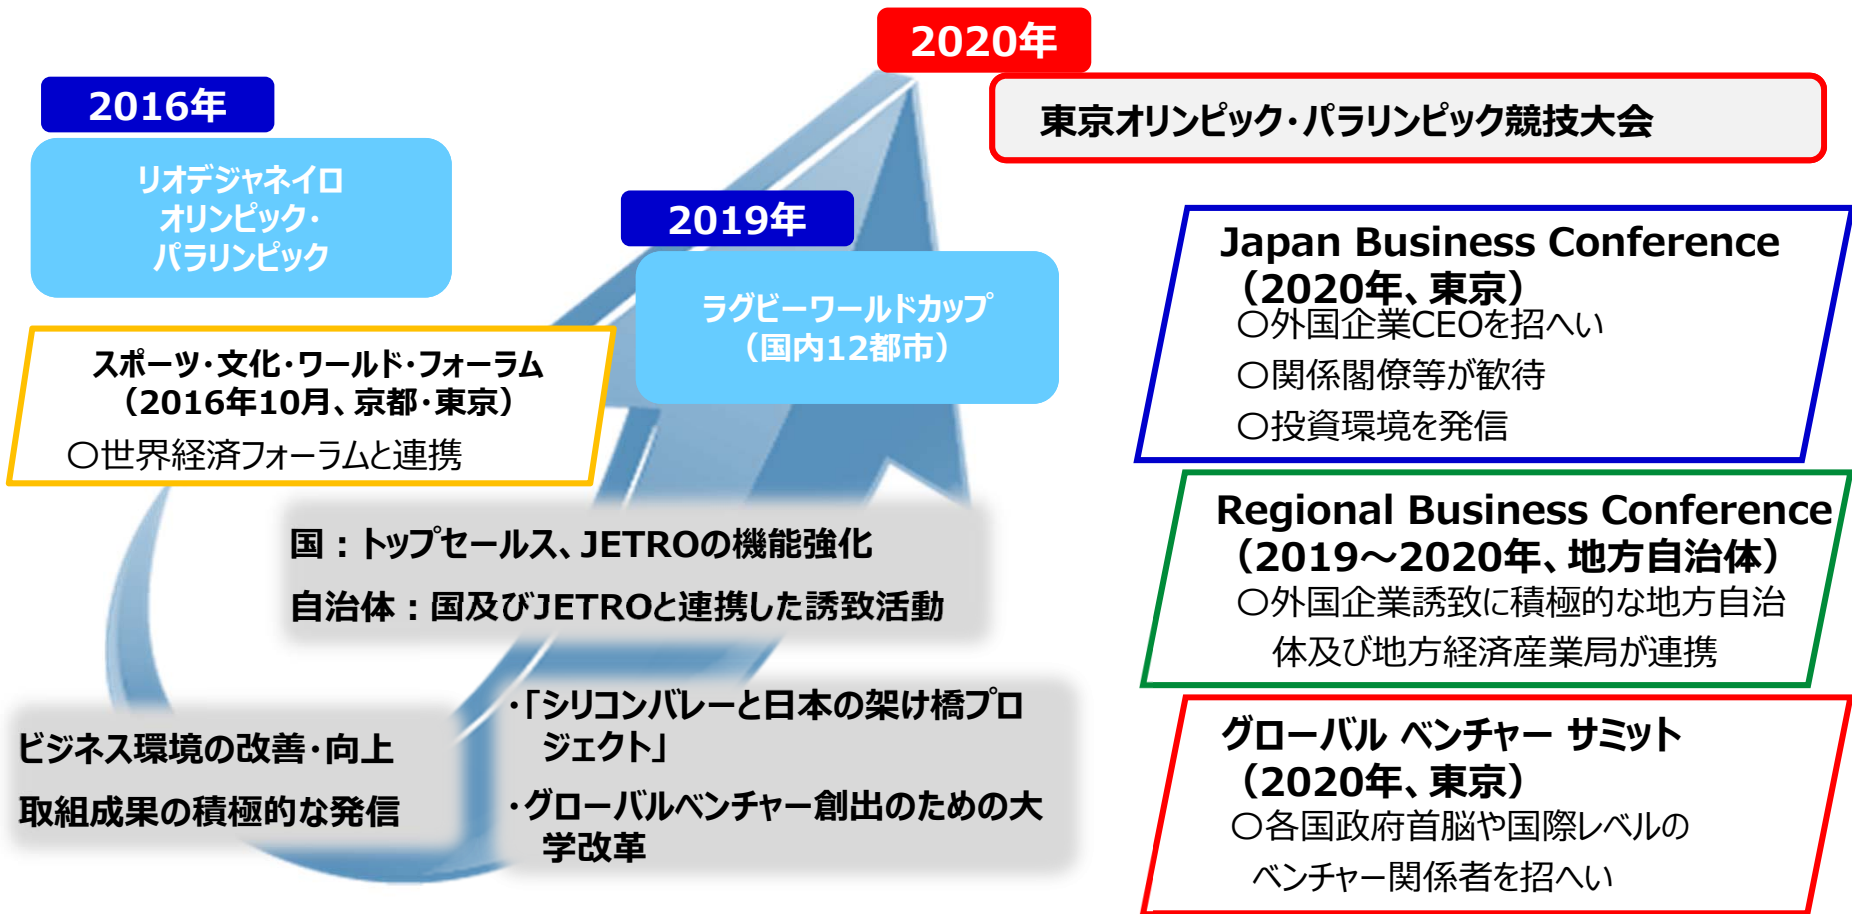 2020年
東京オリンピック・パラリンピック競技大会
2016年
リオデジャネイロ
オリンピック・
パラリンピック
2019年
ラグビーワールドカップ
（国内12都市）
スポーツ・文化・ワールド・フォーラム
（2016年10月、京都・東京）
○世界経済フォーラムと連携
国：トップセールス、JETROの機能強化
自治体：国及びJETROと連携した誘致活動
ビジネス環境の改善・向上
取組成果の積極的な発信
・「シリコンバレーと日本の架け橋プロ
ジェクト」
・グローバルベンチャー創出のための大
学改革
Japan Business Conference
（2020年、東京）
○外国企業CEOを招へい
○関係閣僚等が歓待
○投資環境を発信
Regional Business Conference
（2019～2020年、地方自治体）
○外国企業誘致に積極的な地方自治
体及び地方経済産業局が連携
グローバル ベンチャー サミット
（2020年、東京）
○各国政府首脳や国際レベルの
ベンチャー関係者を招へい